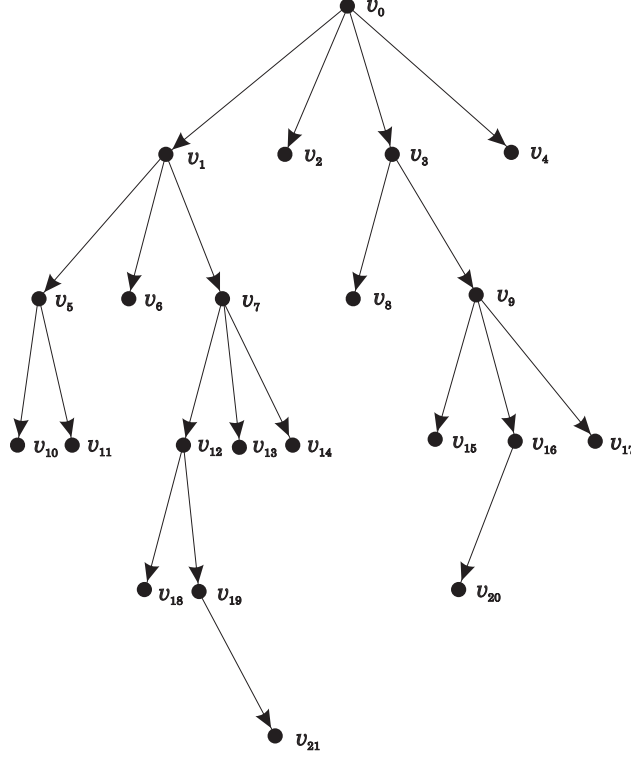 v₀
v₁ v₂ v₃ v₄
v₅ v₆ v₇ v₈ v₉
v₁₀ v₁₁ v₁₂ v₁₃ v₁₄ v₁₅ v₁₆ v₁₇
v₁₈ v₁₉ v₂₀
v₂₁